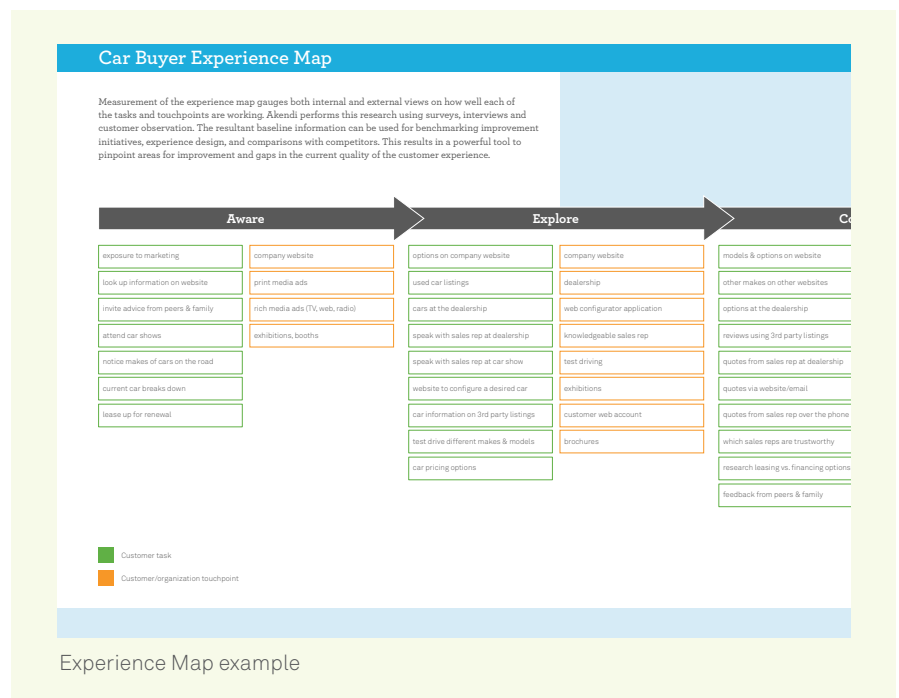 Car Buyer Experience Map
Measurement of the experience map gauges both internal and external views on how well each of
the tasks and touchpoints are working. Akendi performs this research using surveys, interviews and
customer observation. The resultant baseline information can be used for benchmarking improvement
initiatives, experience design, and comparisons with competitors. This results in a powerful tool to
pinpoint areas for improvement and gaps in the current quality of the customer experience.
Aware
exposure to marketing
look up information on website
invite advice from peers & family
attend car shows
notice makes of cars on the road
current car breaks down
lease up for renewal
company website
print media ads
rich media ads (TV, web, radio)
exhibitions, booths
Explore
options on company website
used car listings
cars at the dealership
speak with sales rep at dealership
speak with sales rep at car show
website to configure a desired car
car information on 3rd party listings
test drive different makes & models
car pricing options
company website
dealership
web configurator application
knowledgeable sales rep
test driving
exhibitions
customer web account
brochures
models & options on website
other makes on other websites
options at the dealership
reviews using 3rd party listings
quotes from sales rep at dealership
quotes via website/email
quotes from sales rep over the phone
which sales reps are trustworthy
research leasing vs. financing options
feedback from peers & family
Customer task
Customer/organization touchpoint
Experience Map example